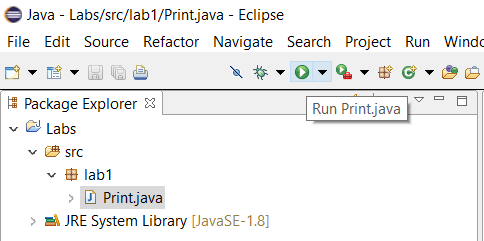 Java - Labs/src/lab1/Print.java - Eclipse
File Edit Source Refactor Navigate Search Project Run Windo
Package Explorer
Run Print.java
Labs
src
lab1
Print.java
JRE System Library [JavaSE-1.8]